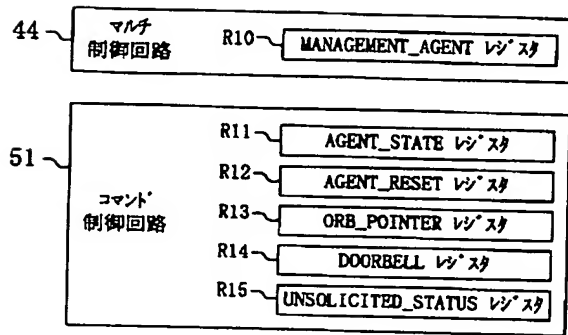 44
マルチ
制御回路
R10
MANAGEMENT_AGENT レジスタ
51
コマンド
制御回路
R11
AGENT_STATE レジスタ
R12
AGENT_RESET レジスタ
R13
ORB_POINTER レジスタ
R14
DOORBELL レジスタ
R15
UNSOLICITED_STATUS レジスタ